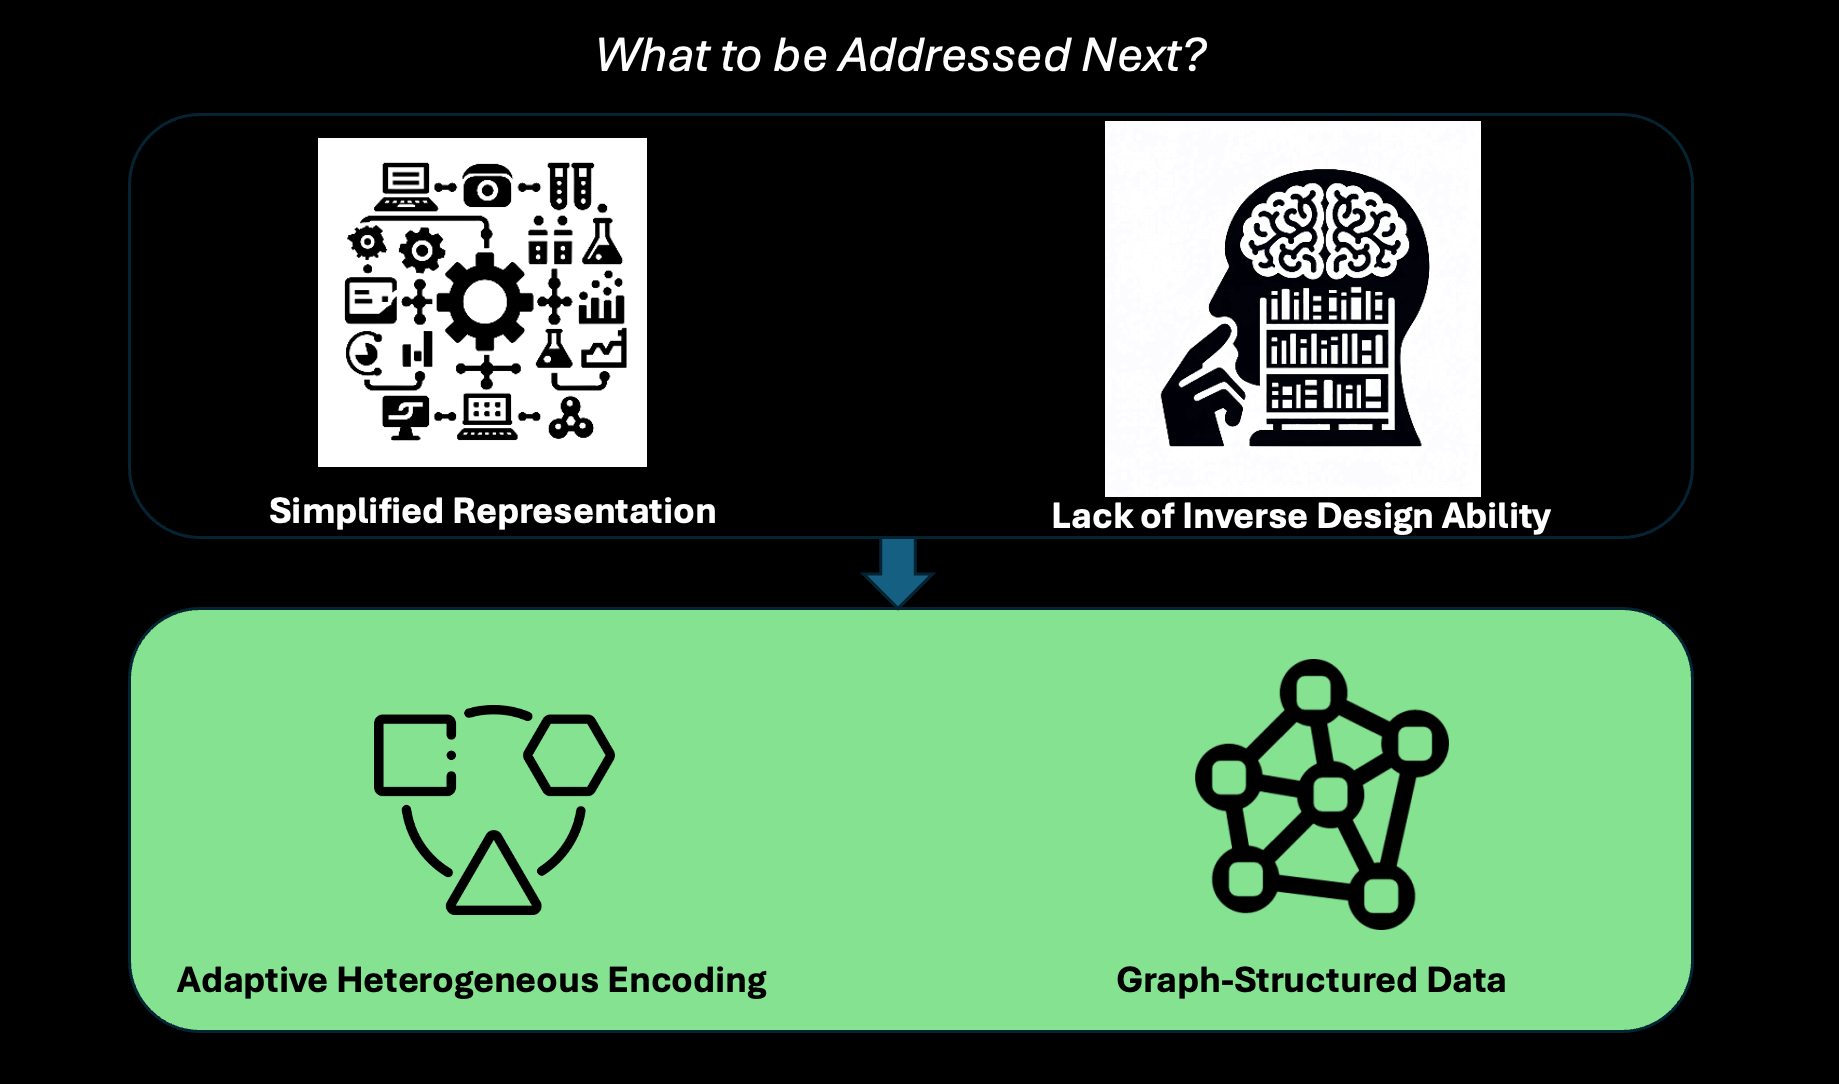 What to be Addressed Next?
Simplified Representation
Lack of Inverse Design Ability
Adaptive Heterogeneous Encoding
Graph-Structured Data